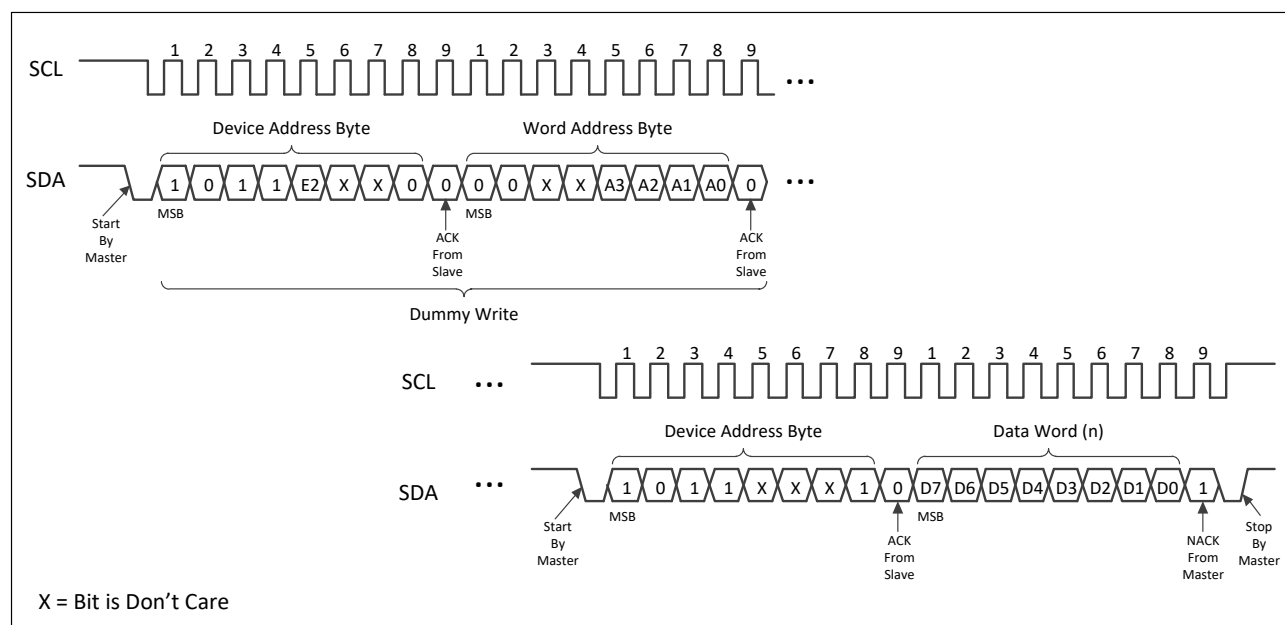 1 2 3 4 5 6 7 8 9 1 2 3 4 5 6 7 8 9
SCL ...
Device Address Byte Word Address Byte
SDA 1 0 1 1 E2 X X 0 0 0 0 X X A3 A2 A1 A0 0 ...
MSB MSB
Start
By
Master
ACK
From
Slave
ACK
From
Slave
Dummy Write
1 2 3 4 5 6 7 8 9 1 2 3 4 5 6 7 8 9
SCL ...
Device Address Byte Data Word (n)
SDA ... 1 0 1 1 X X X 1 0 D7 D6 D5 D4 D3 D2 D1 D0 1
MSB MSB
Start
By
Master
ACK
From
Slave
NACK
From
Master
Stop
By
Master
X = Bit is Don't Care